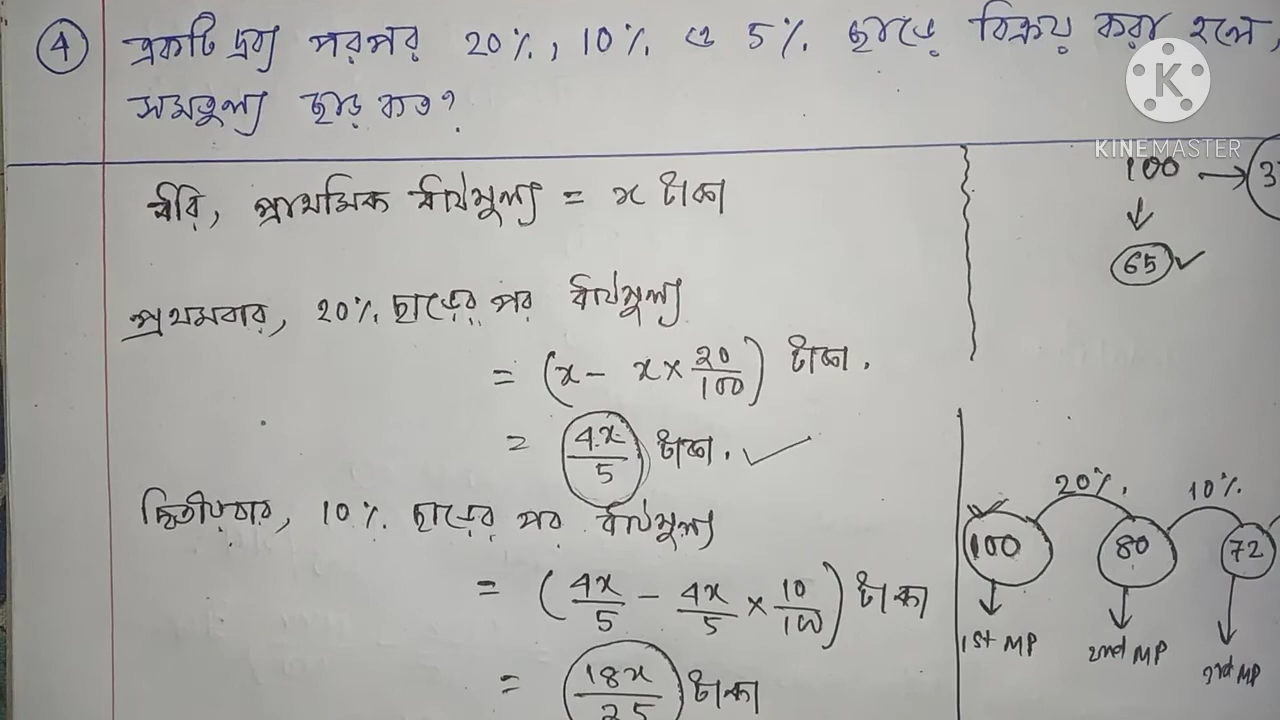 ④ একটি দ্রব্য পরপর 20%, 10% ও 5% ছাড়ে বিক্রয় করা হলে,
সমতুল্য ছাড় কত?
ধরি, প্রাথমিক ধার্যমূল্য = x টাকা
প্রথমবার, 20% ছাড়ের পর ধার্যমূল্য
= (x - x × 20/100) টাকা.
= 4x/5 টাকা. ✓
দ্বিতীয়বার, 10% ছাড়ের পর ধার্যমূল্য
= (4x/5 - 4x/5 × 10/100) টাকা
= 18x/25 টাকা
K
KINEMASTER
100 →
↓
65 ✓
20%. 10%.
100 80 72
↓ ↓ ↓
1st MP 2nd MP 3rd MP